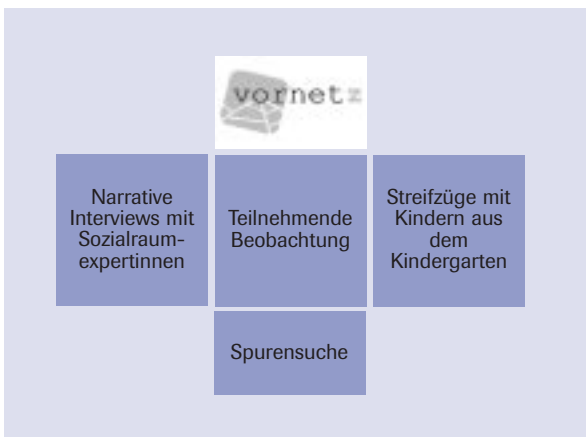 vornetz
Narrative
Interviews mit
Sozialraum-
expertinnen
Teilnehmende
Beobachtung
Streifzüge mit
Kindern aus
dem
Kindergarten
Spurensuche